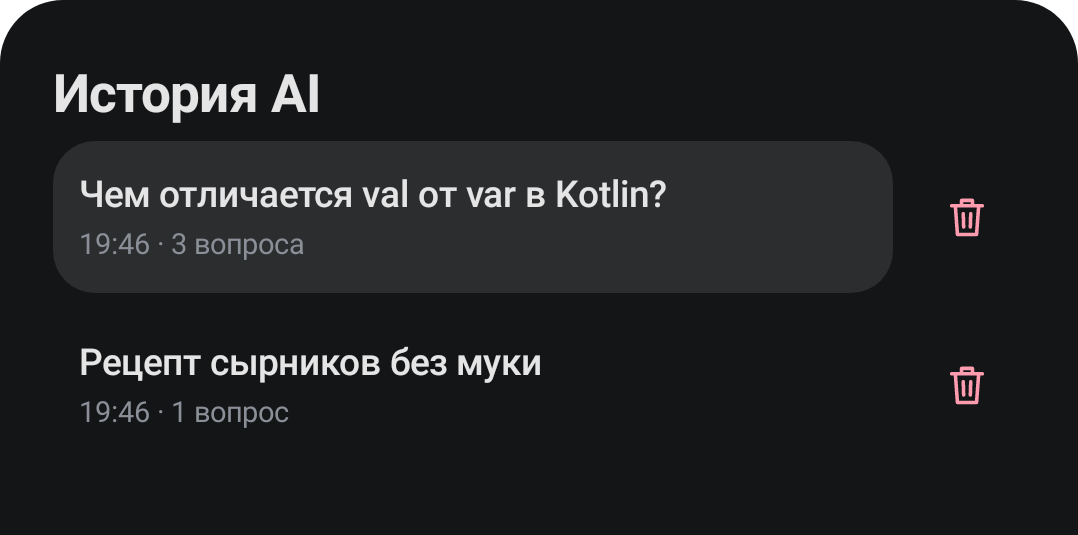 История AI
Чем отличается val от var в Kotlin?
19:46 · 3 вопроса
Рецепт сырников без муки
19:46 · 1 вопрос